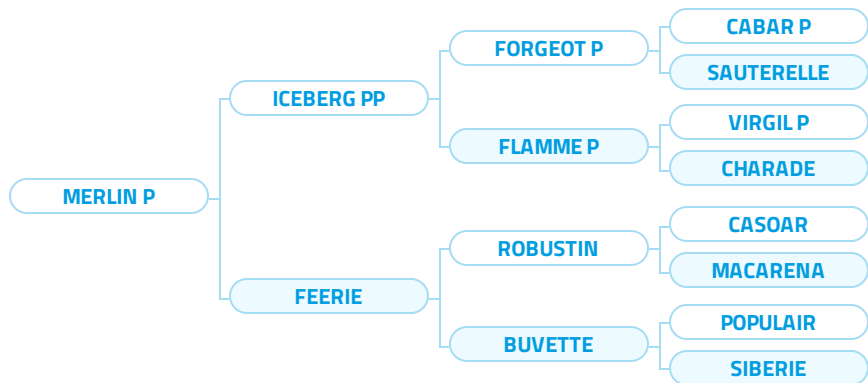 CABAR P
FORGEOT P
SAUTERELLE
ICEBERG PP
VIRGIL P
FLAMME P
CHARADE
MERLIN P
CASOAR
ROBUSTIN
MACARENA
FEERIE
POPULAIR
BUVETTE
SIBERIE